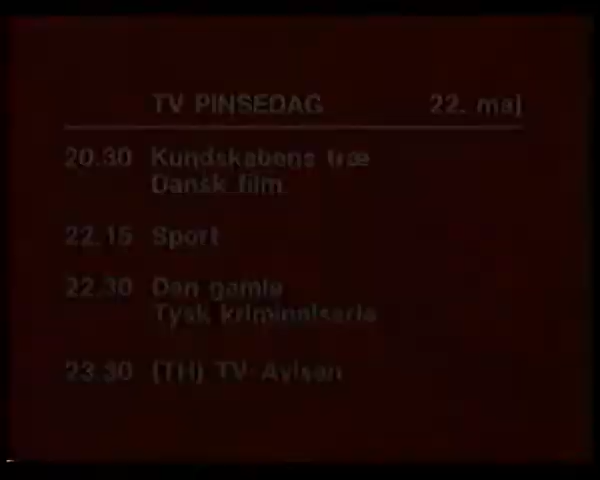 TV PINSEDAG 22. maj
20.30 Kundskabens træ
Dansk film
22.15 Sport
22.30 Den gamle
Tysk kriminalserie
23.30 (TH) TV-Avisen